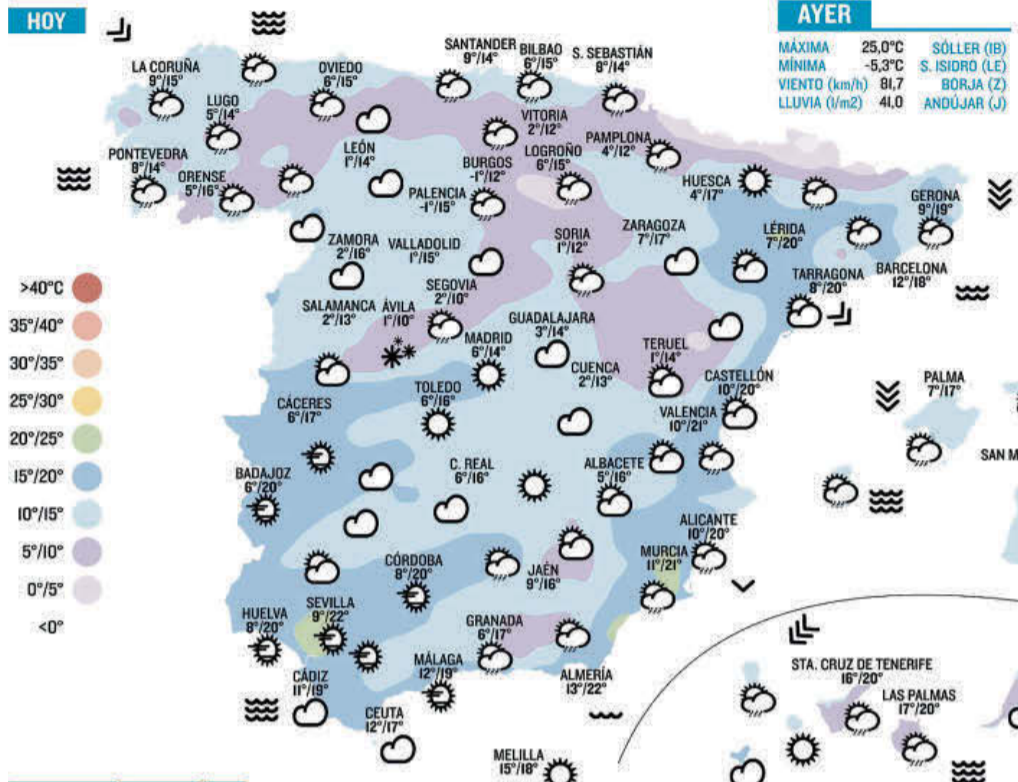 HOY
AYER
MÁXIMA 25,0°C SÓLLER (IB)
MÍNIMA -5,3°C S. ISIDRO (LE)
VIENTO (km/h) 81,7 BORJA (Z)
LLUVIA (l/m2) 41,0 ANDÚJAR (J)
SANTANDER
9°/14°
BILBAO
6°/15°
S. SEBASTIÁN
8°/14°
LA CORUÑA
9°/15°
OVIEDO
6°/15°
LUGO
5°/14°
VITORIA
2°/12°
PAMPLONA
4°/12°
LEÓN
1°/14°
LOGROÑO
6°/15°
PONTEVEDRA
8°/14°
BURGOS
-1°/12°
ORENSE
5°/16°
HUESCA
4°/17°
PALENCIA
-1°/15°
GERONA
9°/19°
ZAMORA
2°/16°
VALLADOLID
1°/15°
SORIA
1°/12°
ZARAGOZA
7°/17°
LÉRIDA
7°/20°
TARRAGONA
8°/20°
BARCELONA
12°/18°
SEGOVIA
2°/10°
SALAMANCA
2°/13°
ÁVILA
1°/10°
GUADALAJARA
3°/14°
MADRID
6°/14°
TERUEL
1°/14°
CUENCA
2°/13°
CASTELLÓN
10°/20°
PALMA
7°/17°
TOLEDO
6°/16°
CÁCERES
6°/17°
VALENCIA
10°/21°
SAN M
BADAJOZ
6°/20°
C. REAL
6°/16°
ALBACETE
5°/16°
ALICANTE
10°/20°
MURCIA
11°/21°
CÓRDOBA
8°/20°
JAÉN
9°/16°
SEVILLA
9°/22°
HUELVA
8°/20°
GRANADA
6°/17°
MÁLAGA
12°/19°
ALMERÍA
13°/22°
CÁDIZ
11°/19°
CEUTA
12°/17°
MELILLA
15°/18°
STA. CRUZ DE TENERIFE
16°/20°
LAS PALMAS
17°/20°
>40°C
35°/40°
30°/35°
25°/30°
20°/25°
15°/20°
10°/15°
5°/10°
0°/5°
<0°